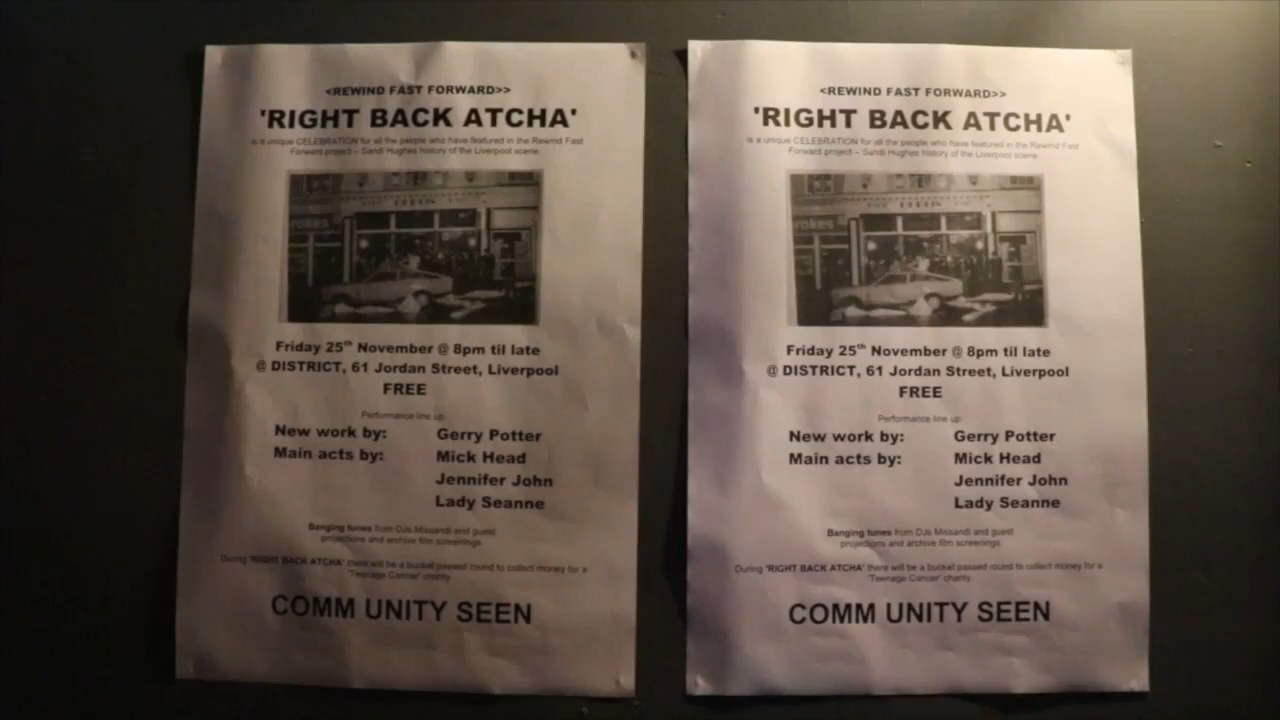 <REWIND FAST FORWARD>>
'RIGHT BACK ATCHA'
is a unique CELEBRATION for all the people who have featured in the Rewind Fast
Forward project – Sandi Hughes history of the Liverpool scene.
rokes
Friday 25th November @ 8pm til late
@ DISTRICT, 61 Jordan Street, Liverpool
FREE
Performance line up:
New work by: Gerry Potter
Main acts by: Mick Head
Jennifer John
Lady Seanne
Banging tunes from DJs Missandi and guest
projections and archive film screenings.
During 'RIGHT BACK ATCHA' there will be a bucket passed round to collect money for a
'Teenage Cancer' charity.
COMM UNITY SEEN
<REWIND FAST FORWARD>>
'RIGHT BACK ATCHA'
is a unique CELEBRATION for all the people who have featured in the Rewind Fast
Forward project – Sandi Hughes history of the Liverpool scene.
rokes
Friday 25th November @ 8pm til late
@ DISTRICT, 61 Jordan Street, Liverpool
FREE
Performance line up:
New work by: Gerry Potter
Main acts by: Mick Head
Jennifer John
Lady Seanne
Banging tunes from DJs Missandi and guest
projections and archive film screenings.
During 'RIGHT BACK ATCHA' there will be a bucket passed round to collect money for a
'Teenage Cancer' charity.
COMM UNITY SEEN